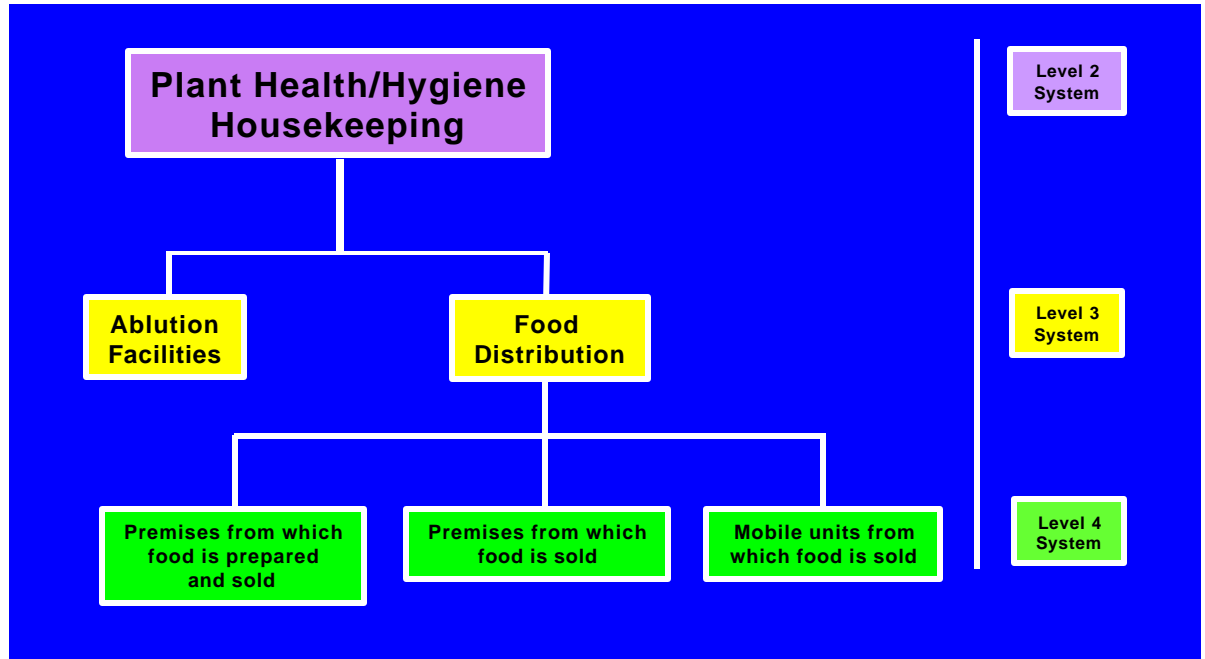 Plant Health/Hygiene
Housekeeping
Level 2
System
Ablution
Facilities
Food
Distribution
Level 3
System
Premises from which
food is prepared
and sold
Premises from which
food is sold
Mobile units from
which food is sold
Level 4
System